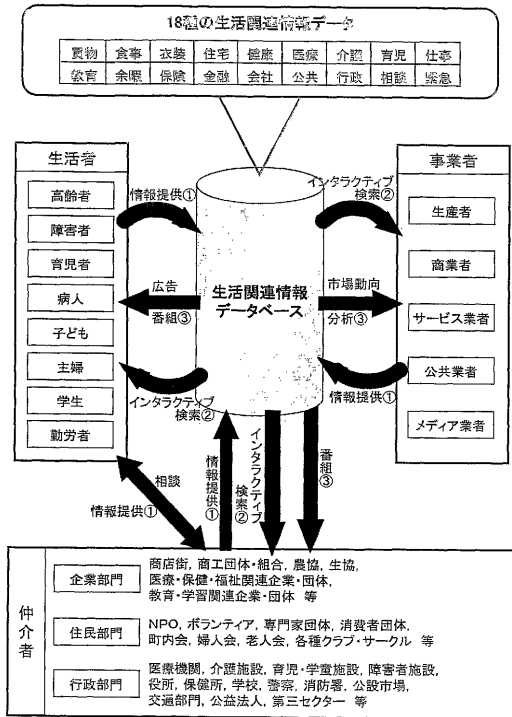 18種の生活関連情報データ
買物 食事 衣装 住宅 健康 医療 介護 育児 仕事
教育 余暇 保険 金融 会社 公共 行政 相談 緊急
生活者
高齢者
障害者
育児者
病人
子ども
主婦
学生
勤労者
情報提供①
広告
番組③
インタラクティブ
検索②
生活関連情報
データベース
インタラクティブ
検索②
市場動向
分析③
情報提供①
事業者
生産者
商業者
サービス業者
公共業者
メディア業者
相談
情報提供①
情報提供①
インタラクティブ
検索②
番組③
仲介者
企業部門
商店街, 商工団体・組合, 農協, 生協,
医療・保健・福祉関連企業・団体,
教育・学習関連企業・団体 等
住民部門
NPO, ボランティア, 専門家団体, 消費者団体,
町内会, 婦人会, 老人会, 各種クラブ・サークル 等
行政部門
医療機関, 介護施設, 育児・学童施設, 障害者施設,
役所, 保健所, 学校, 警察, 消防署, 公設市場,
交通部門, 公益法人, 第三セクター 等